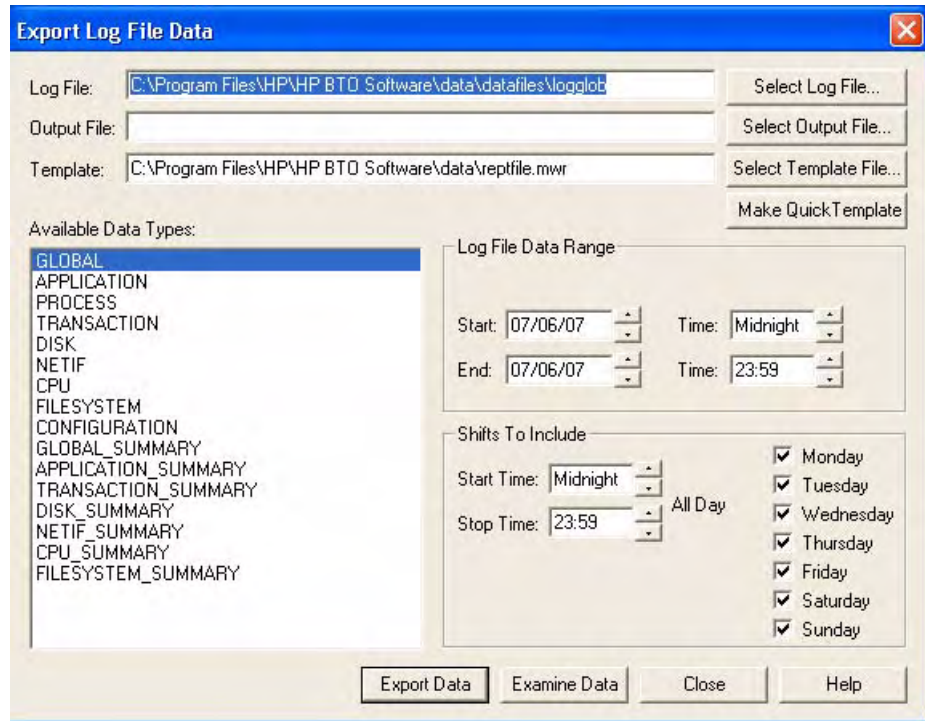 Export Log File Data
Log File: C:\Program Files\HP\HP BTO Software\data\datafiles\logglob Select Log File...
Output File: Select Output File...
Template: C:\Program Files\HP\HP BTO Software\data\reptfile.mwr Select Template File...
Make QuickTemplate
Available Data Types:
GLOBAL
APPLICATION
PROCESS
TRANSACTION
DISK
NETIF
CPU
FILESYSTEM
CONFIGURATION
GLOBAL_SUMMARY
APPLICATION_SUMMARY
TRANSACTION_SUMMARY
DISK_SUMMARY
NETIF_SUMMARY
CPU_SUMMARY
FILESYSTEM_SUMMARY
Log File Data Range
Start: 07/06/07 Time: Midnight
End: 07/06/07 Time: 23:59
Shifts To Include
Start Time: Midnight
Stop Time: 23:59
All Day
Monday
Tuesday
Wednesday
Thursday
Friday
Saturday
Sunday
Export Data Examine Data Close Help